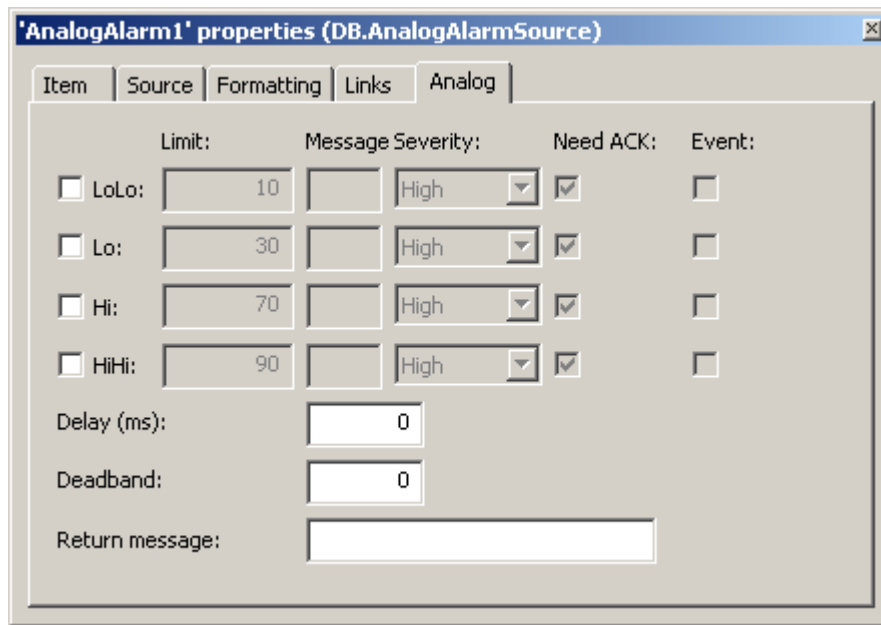 'AnalogAlarm1' properties (DB.AnalogAlarmSource)
Item Source Formatting Links Analog
Limit: Message Severity: Need ACK: Event:
LoLo: 10 High
Lo: 30 High
Hi: 70 High
HiHi: 90 High
Delay (ms): 0
Deadband: 0
Return message: